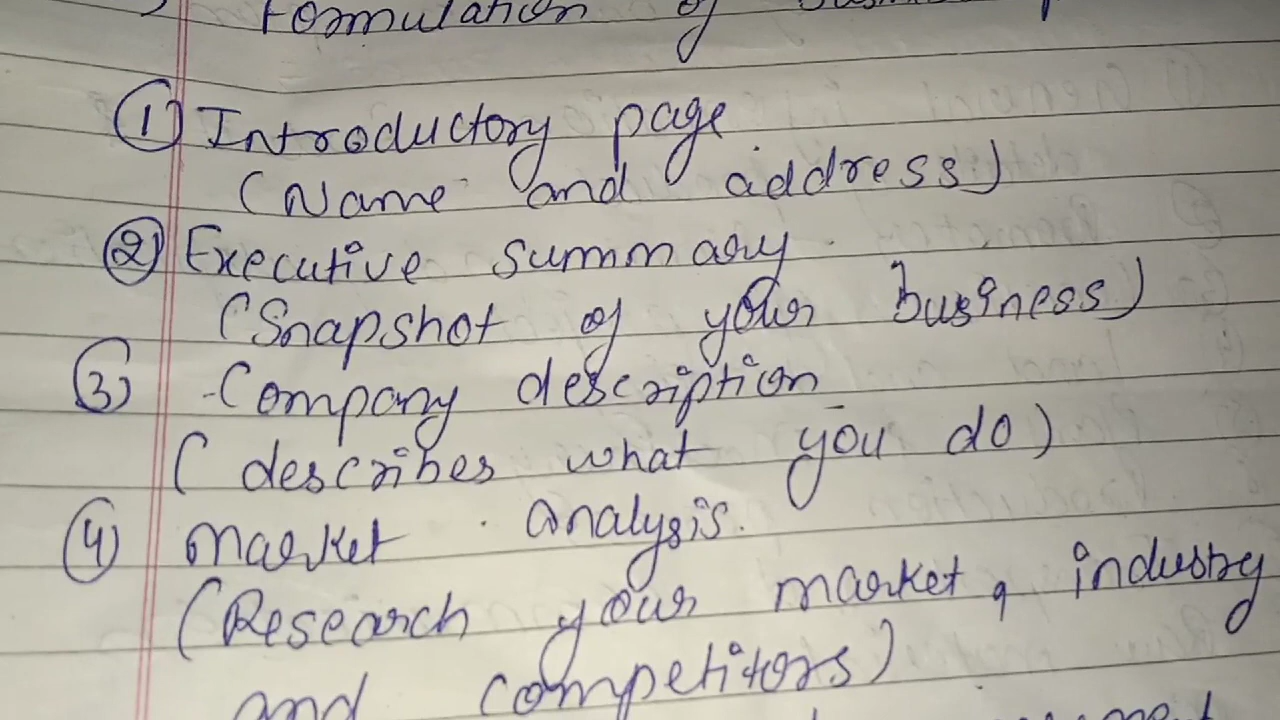 Formulation of
① Introductory page
(Name and address)
② Executive summary
(Snapshot of your business)
③ Company description
(describes what you do)
④ Market analysis.
(Research your market, industry
and competitors)